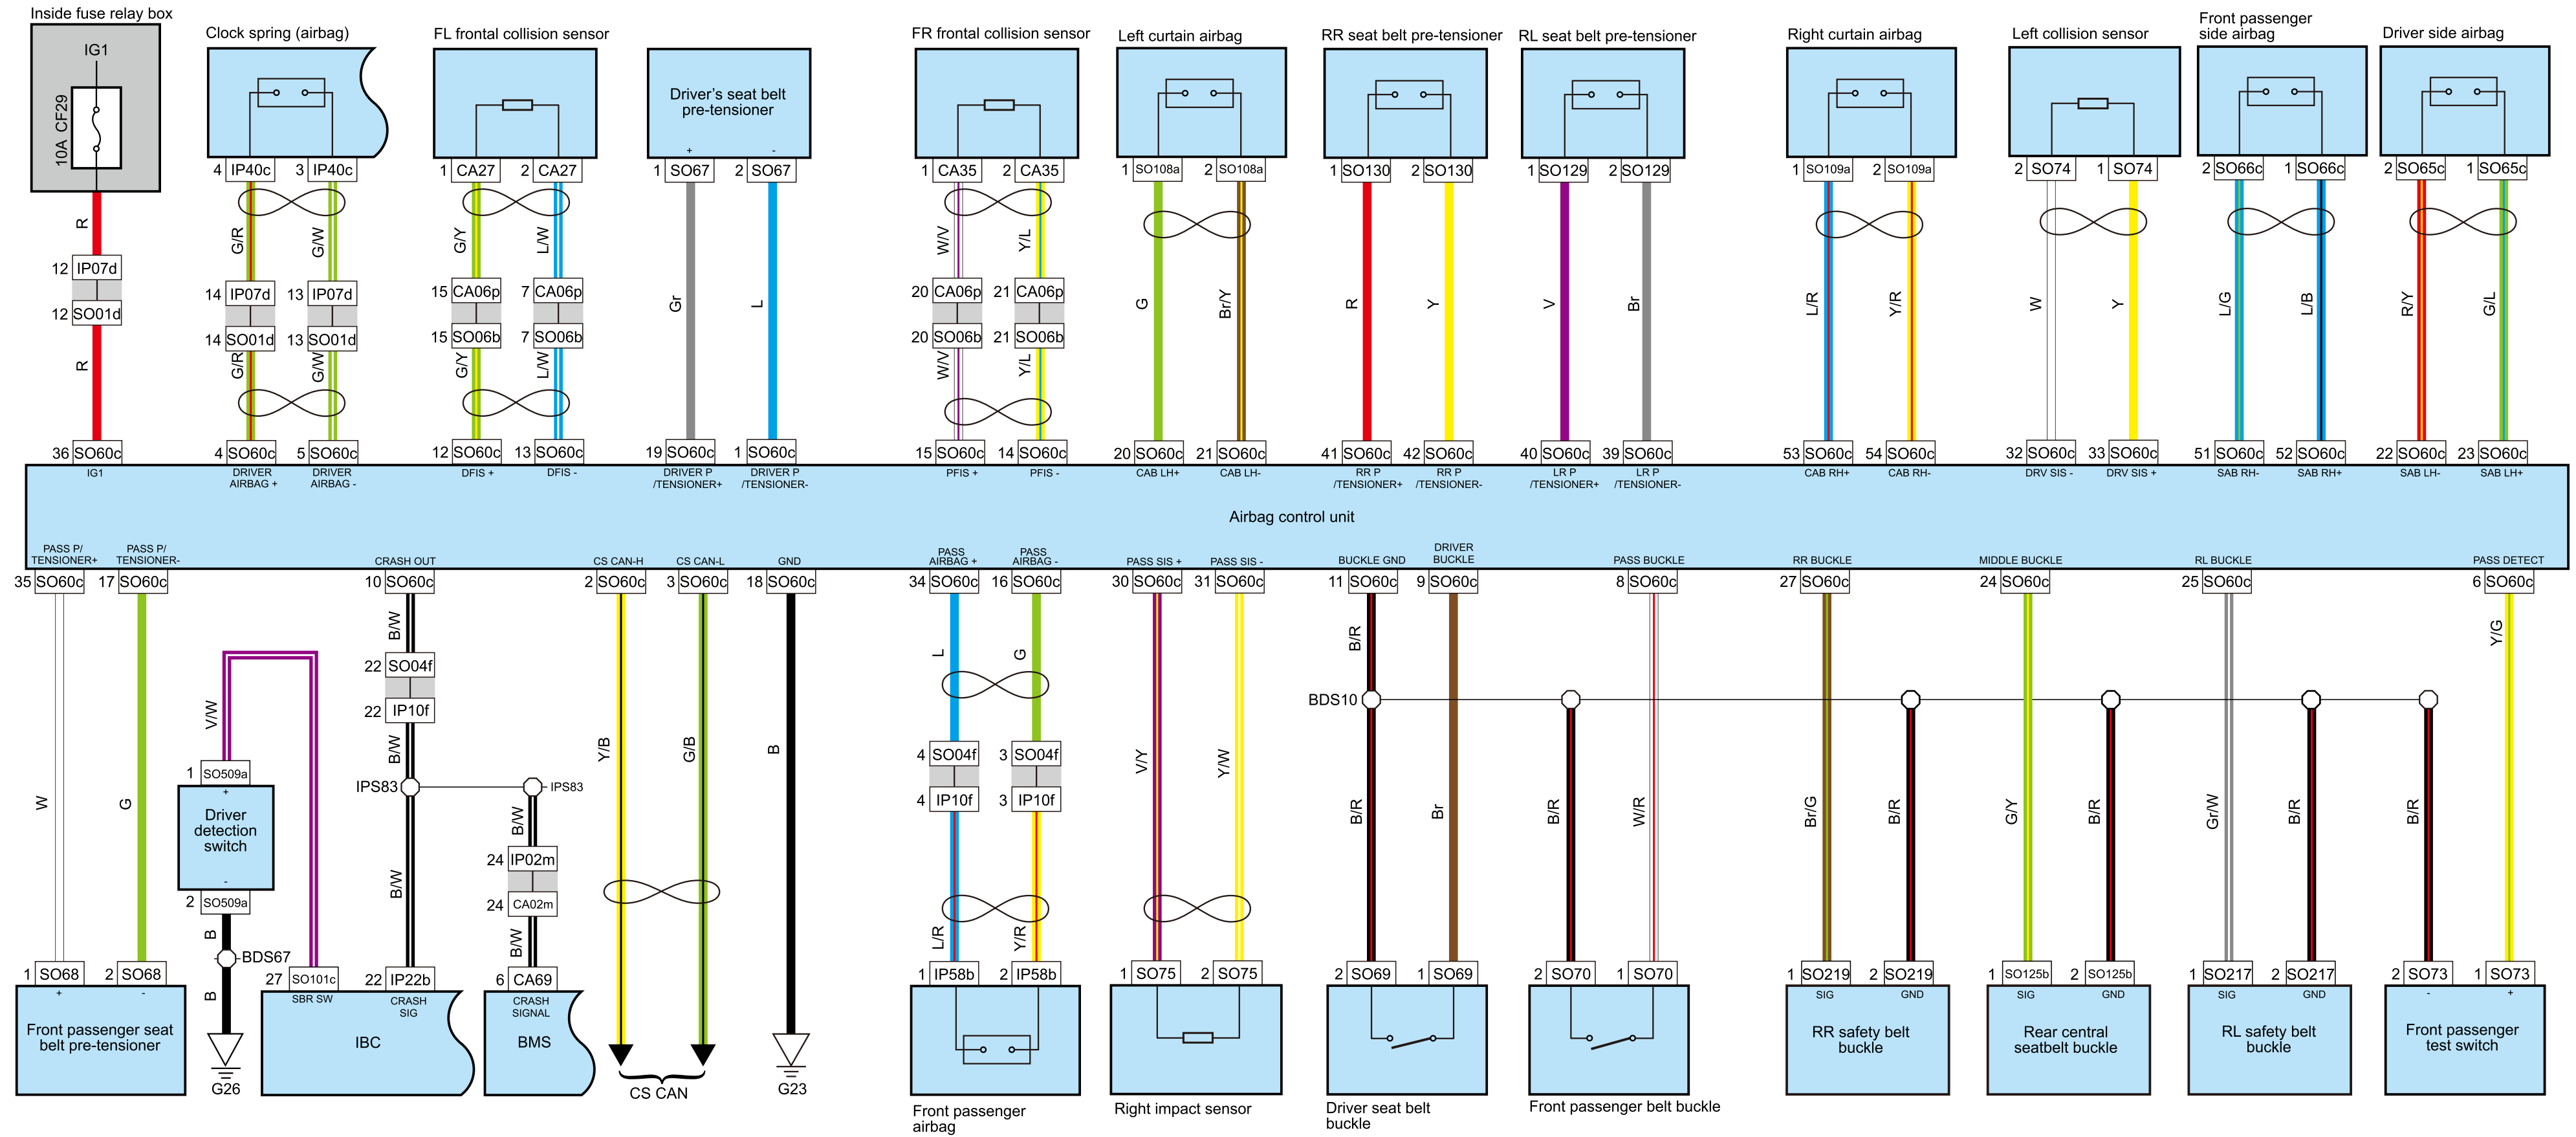 Inside fuse relay box
IG1
10A CF29
Clock spring (airbag)
FL frontal collision sensor
Driver's seat belt
pre-tensioner
+ -
FR frontal collision sensor
Left curtain airbag
RR seat belt pre-tensioner
RL seat belt pre-tensioner
Right curtain airbag
Left collision sensor
Front passenger
side airbag
Driver side airbag
4 IP40c 3 IP40c
1 CA27 2 CA27
1 SO67 2 SO67
1 CA35 2 CA35
1 SO108a 2 SO108a
1 SO130 2 SO130
1 SO129 2 SO129
1 SO109a 2 SO109a
2 SO74 1 SO74
2 SO66c 1 SO66c
2 SO65c 1 SO65c
R G/R G/W G/Y L/W Gr L W/V Y/L G Br/Y R Y V Br L/R Y/R W Y L/G L/B R/Y G/L
12 IP07d
12 SO01d
14 IP07d 13 IP07d
14 SO01d 13 SO01d
15 CA06p 7 CA06p
15 SO06b 7 SO06b
20 CA06p 21 CA06p
20 SO06b 21 SO06b
R G/R G/W G/Y L/W W/V Y/L
36 SO60c 4 SO60c 5 SO60c 12 SO60c 13 SO60c 19 SO60c 1 SO60c 15 SO60c 14 SO60c 20 SO60c 21 SO60c 41 SO60c 42 SO60c 40 SO60c 39 SO60c 53 SO60c 54 SO60c 32 SO60c 33 SO60c 51 SO60c 52 SO60c 22 SO60c 23 SO60c
IG1
DRIVER
AIRBAG +
DRIVER
AIRBAG -
DFIS +
DFIS -
DRIVER P
/TENSIONER+
DRIVER P
/TENSIONER-
PFIS +
PFIS -
CAB LH+
CAB LH-
RR P
/TENSIONER+
RR P
/TENSIONER-
LR P
/TENSIONER+
LR P
/TENSIONER-
CAB RH+
CAB RH-
DRV SIS -
DRV SIS +
SAB RH-
SAB RH+
SAB LH-
SAB LH+
Airbag control unit
PASS P/
TENSIONER+
PASS P/
TENSIONER-
CRASH OUT
CS CAN-H
CS CAN-L
GND
PASS
AIRBAG +
PASS
AIRBAG -
PASS SIS +
PASS SIS -
BUCKLE GND
DRIVER
BUCKLE
PASS BUCKLE
RR BUCKLE
MIDDLE BUCKLE
RL BUCKLE
PASS DETECT
35 SO60c 17 SO60c 10 SO60c 2 SO60c 3 SO60c 18 SO60c 34 SO60c 16 SO60c 30 SO60c 31 SO60c 11 SO60c 9 SO60c 8 SO60c 27 SO60c 24 SO60c 25 SO60c 6 SO60c
B/W L G B/R Y/G
22 SO04f
22 IP10f
V/W B/W
BDS10
IPS83 IPS83
4 SO04f 3 SO04f
4 IP10f 3 IP10f
1 SO509a
+
Driver
detection
switch
-
2 SO509a
W G B/W B/W Y/B G/B B V/Y Y/W B/R Br B/R W/R Br/G B/R G/Y B/R Gr/W B/R B/R
24 IP02m
24 CA02m
B BDS67
B B/W L/R Y/R
1 SO68 2 SO68
27 SO101c
22 IP22b
6 CA69
1 IP58b 2 IP58b
1 SO75 2 SO75
2 SO69 1 SO69
2 SO70 1 SO70
1 SO219 2 SO219
1 SO125b 2 SO125b
1 SO217 2 SO217
2 SO73 1 SO73
+ -
Front passenger seat
belt pre-tensioner
G26
SBR SW
CRASH
SIG
IBC
CRASH
SIGNAL
BMS
CS CAN
G23
Front passenger
airbag
Right impact sensor
Driver seat belt
buckle
Front passenger belt buckle
SIG GND
RR safety belt
buckle
SIG GND
Rear central
seatbelt buckle
SIG GND
RL safety belt
buckle
- +
Front passenger
test switch